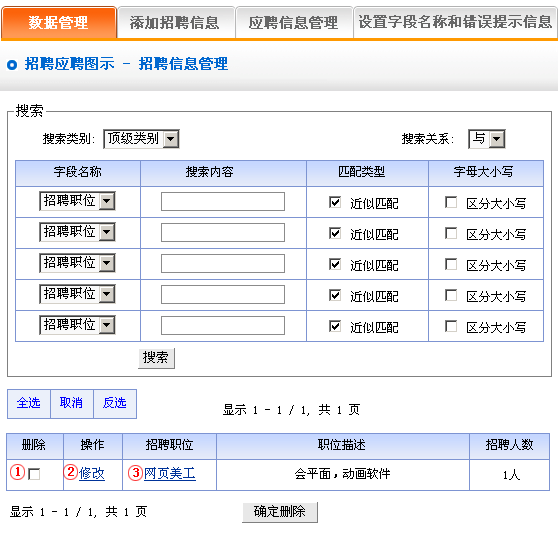 数据管理 添加招聘信息 应聘信息管理 设置字段名称和错误提示信息
招聘应聘图示 - 招聘信息管理
搜索
搜索类别: 顶级类别 搜索关系: 与
字段名称 搜索内容 匹配类型 字母大小写
招聘职位 近似匹配 区分大小写
招聘职位 近似匹配 区分大小写
招聘职位 近似匹配 区分大小写
招聘职位 近似匹配 区分大小写
招聘职位 近似匹配 区分大小写
搜索
全选 取消 反选 显示 1 - 1 / 1, 共 1 页
删除 操作 招聘职位 职位描述 招聘人数
① ②修改 ③网页美工 会平面,动画软件 1人
显示 1 - 1 / 1, 共 1 页 确定删除